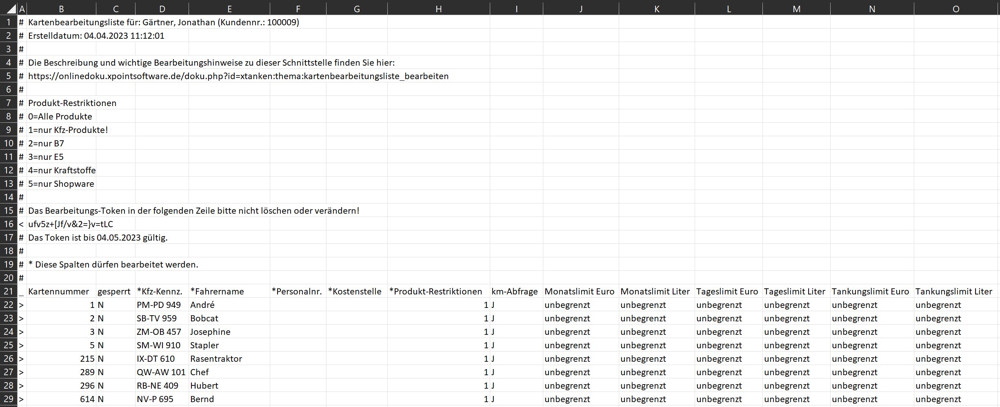 A B C D E F G H I J K L M N O
1 # Kartenbearbeitungsliste für: Gärtner, Jonathan (Kundennr.: 100009)
2 # Erstelldatum: 04.04.2023 11:12:01
3 #
4 # Die Beschreibung und wichtige Bearbeitungshinweise zu dieser Schnittstelle finden Sie hier:
5 # https://onlinedoku.xpointsoftware.de/doku.php?id=xtanken:thema:kartenbearbeitungsliste_bearbeiten
6 #
7 # Produkt-Restriktionen
8 # 0=Alle Produkte
9 # 1=nur Kfz-Produkte!
10 # 2=nur B7
11 # 3=nur E5
12 # 4=nur Kraftstoffe
13 # 5=nur Shopware
14 #
15 # Das Bearbeitungs-Token in der folgenden Zeile bitte nicht löschen oder verändern!
16 < ufv5z+[Jf/v&2=}v=tLC
17 # Das Token ist bis 04.05.2023 gültig.
18 #
19 # * Diese Spalten dürfen bearbeitet werden.
20 #
21 _ Kartennummer gesperrt *Kfz-Kennz. *Fahrername *Personalnr. *Kostenstelle *Produkt-Restriktionen km-Abfrage Monatslimit Euro Monatslimit Liter Tageslimit Euro Tageslimit Liter Tankungslimit Euro Tankungslimit Liter
22 > 1 N PM-PD 949 André 1 J unbegrenzt unbegrenzt unbegrenzt unbegrenzt unbegrenzt unbegrenzt
23 > 2 N SB-TV 959 Bobcat 1 J unbegrenzt unbegrenzt unbegrenzt unbegrenzt unbegrenzt unbegrenzt
24 > 3 N ZM-OB 457 Josephine 1 J unbegrenzt unbegrenzt unbegrenzt unbegrenzt unbegrenzt unbegrenzt
25 > 5 N SM-WI 910 Stapler 1 J unbegrenzt unbegrenzt unbegrenzt unbegrenzt unbegrenzt unbegrenzt
26 > 215 N IX-DT 610 Rasentraktor 1 J unbegrenzt unbegrenzt unbegrenzt unbegrenzt unbegrenzt unbegrenzt
27 > 289 N QW-AW 101 Chef 1 J unbegrenzt unbegrenzt unbegrenzt unbegrenzt unbegrenzt unbegrenzt
28 > 296 N RB-NE 409 Hubert 1 J unbegrenzt unbegrenzt unbegrenzt unbegrenzt unbegrenzt unbegrenzt
29 > 614 N NV-P 695 Bernd 1 J unbegrenzt unbegrenzt unbegrenzt unbegrenzt unbegrenzt unbegrenzt